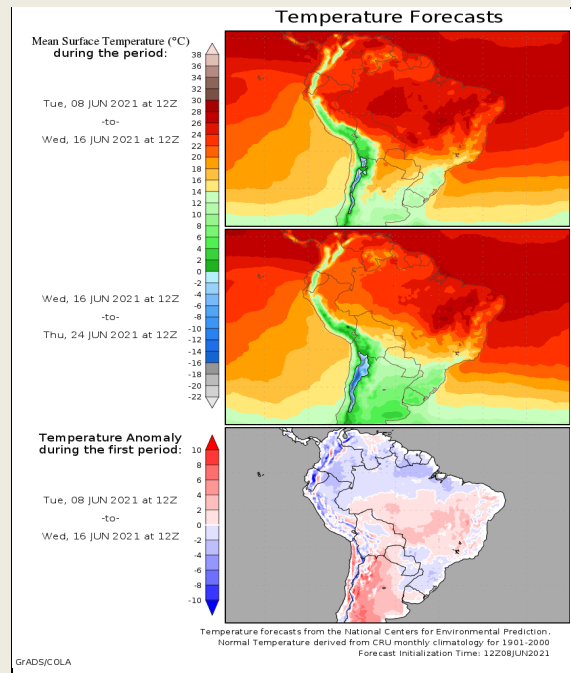 Temperature Forecasts
Mean Surface Temperature (°C)
during the period:
38
36
34
32
30
28
26
24
22
20
18
16
14
12
10
8
6
4
2
0
-2
-4
-6
-8
-10
-12
-14
-16
-18
-20
-22
Tue, 08 JUN 2021 at 12Z
-to-
Wed, 16 JUN 2021 at 12Z
Wed, 16 JUN 2021 at 12Z
-to-
Thu, 24 JUN 2021 at 12Z
Temperature Anomaly
during the first period:
10
8
6
4
2
0
-2
-4
-6
-8
-10
Tue, 08 JUN 2021 at 12Z
-to-
Wed, 16 JUN 2021 at 12Z
Temperature forecasts from the National Centers for Environmental Prediction.
Normal Temperature derived from CRU monthly climatology for 1901-2000
Forecast Initialization Time: 12Z08JUN2021
GrADS/COLA